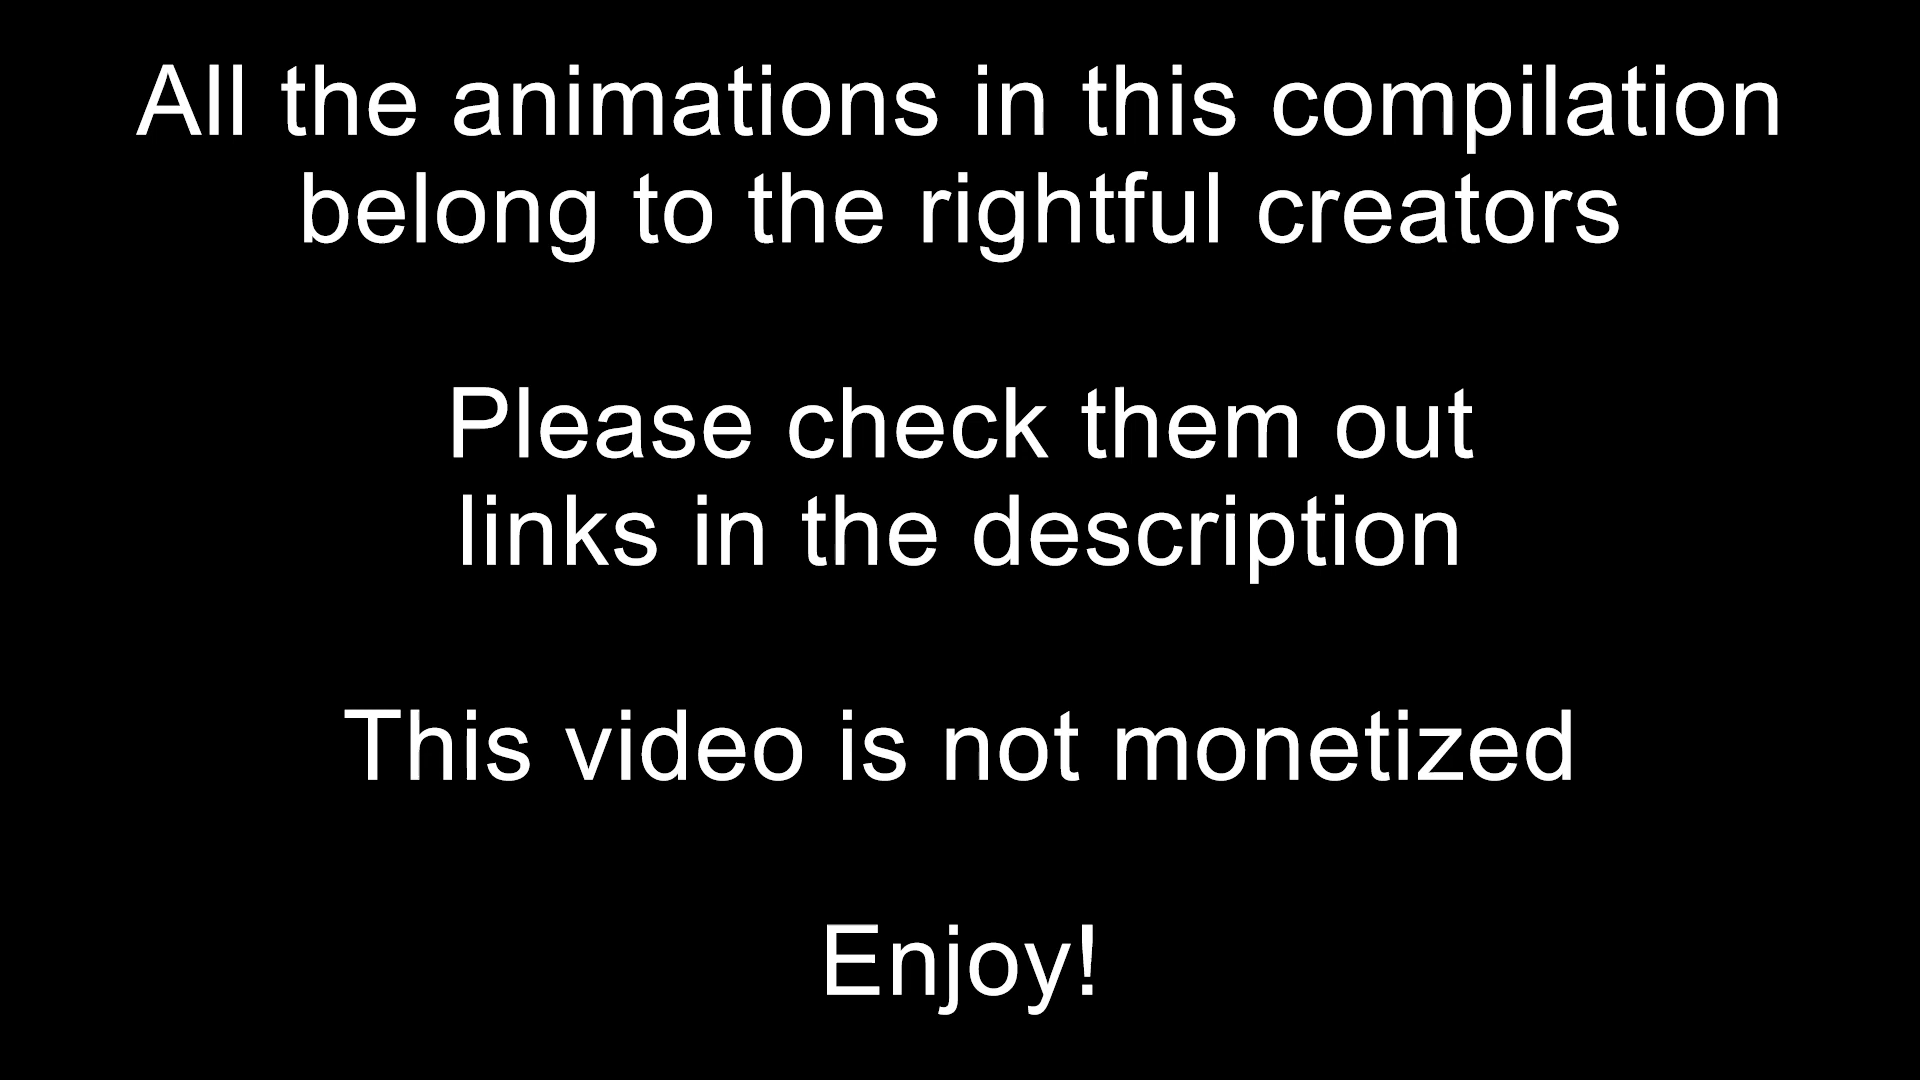 All the animations in this compilation
belong to the rightful creators
Please check them out
links in the description
This video is not monetized
Enjoy!